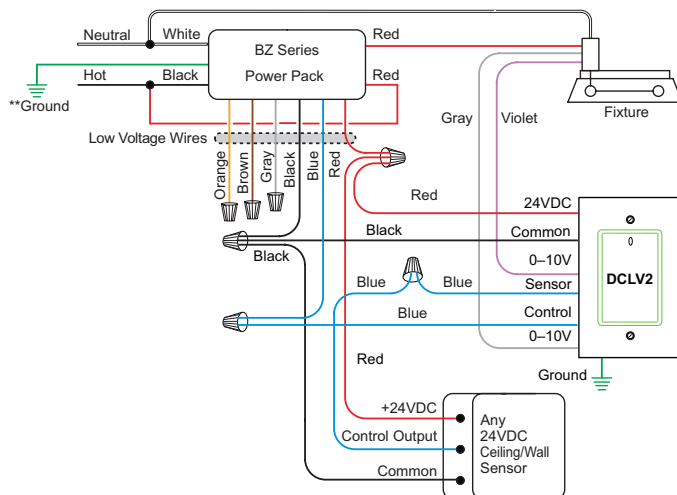 Neutral
White
Red
BZ Series
Power Pack
Hot
Black
Red
**Ground
Fixture
Low Voltage Wires
Gray
Violet
Orange
Brown
Gray
Black
Blue
Red
Red
24VDC
Black
Common
Black
0–10V
DCLV2
Blue
Blue
Sensor
Blue
Control
0–10V
Red
Ground
+24VDC
Any
24VDC
Ceiling/Wall
Sensor
Control Output
Common